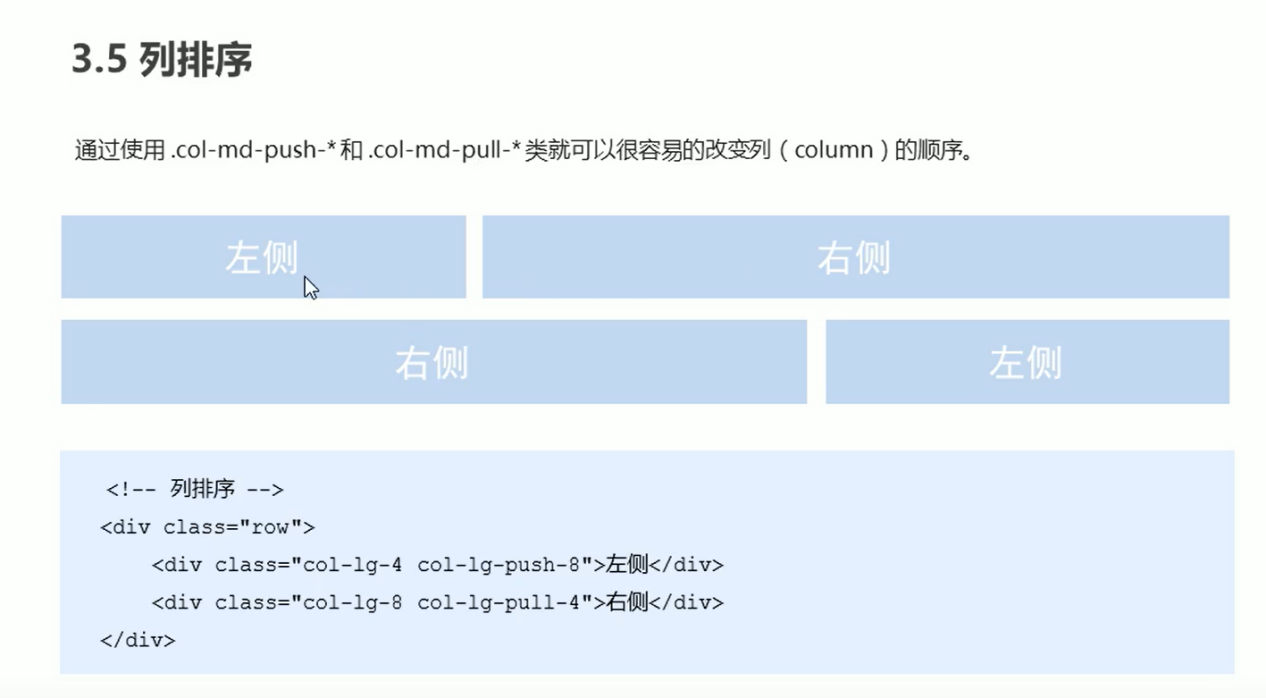 3.5 列排序
通过使用 .col-md-push-* 和 .col-md-pull-* 类就可以很容易的改变列（column）的顺序。
左侧 右侧
右侧 左侧
<!-- 列排序 -->
<div class="row">
<div class="col-lg-4 col-lg-push-8">左侧</div>
<div class="col-lg-8 col-lg-pull-4">右侧</div>
</div>